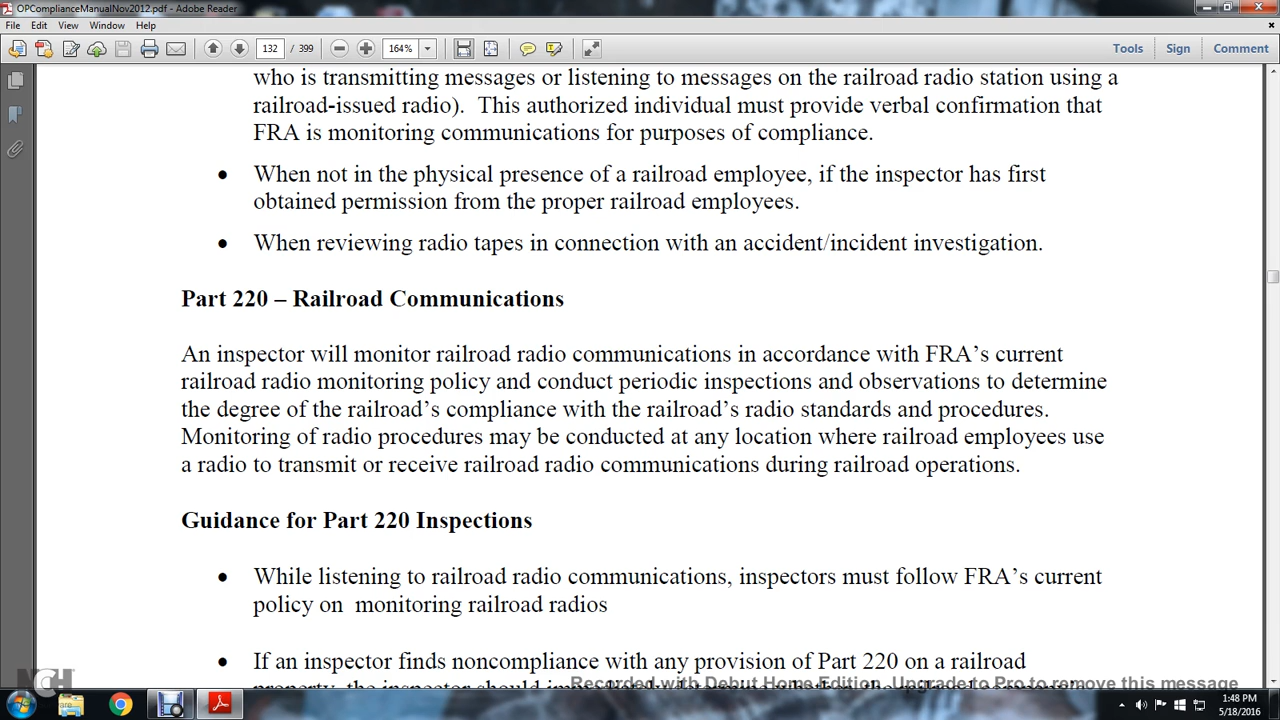 OPComplianceManualNov2012.pdf - Adobe Reader
File Edit View Window Help
132 / 399 164% Tools Sign Comment
who is transmitting messages or listening to messages on the railroad radio station using a
railroad-issued radio). This authorized individual must provide verbal confirmation that
FRA is monitoring communications for purposes of compliance.
• When not in the physical presence of a railroad employee, if the inspector has first
obtained permission from the proper railroad employees.
• When reviewing radio tapes in connection with an accident/incident investigation.
Part 220 – Railroad Communications
An inspector will monitor railroad radio communications in accordance with FRA’s current
railroad radio monitoring policy and conduct periodic inspections and observations to determine
the degree of the railroad’s compliance with the railroad’s radio standards and procedures.
Monitoring of radio procedures may be conducted at any location where railroad employees use
a radio to transmit or receive railroad radio communications during railroad operations.
Guidance for Part 220 Inspections
• While listening to railroad radio communications, inspectors must follow FRA’s current
policy on monitoring railroad radios
• If an inspector finds noncompliance with any provision of Part 220 on a railroad
property, the inspector should
Recorded with Debut Home Edition. Upgrade to Pro to remove this message
NCH
1:48 PM
5/18/2016